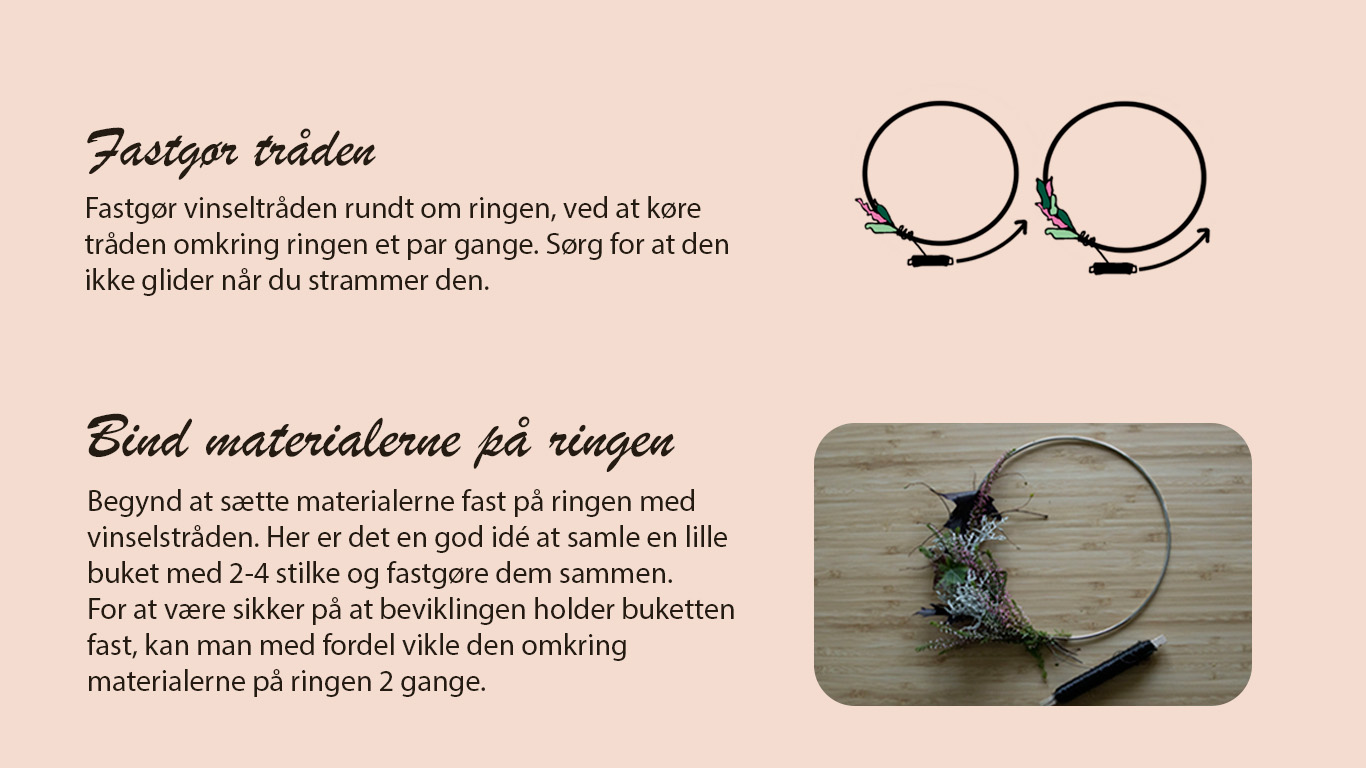 Fastgør tråden
Fastgør vinseltråden rundt om ringen, ved at køre
tråden omkring ringen et par gange. Sørg for at den
ikke glider når du strammer den.
Bind materialerne på ringen
Begynd at sætte materialerne fast på ringen med
vinselstråden. Her er det en god idé at samle en lille
buket med 2-4 stilke og fastgøre dem sammen.
For at være sikker på at beviklingen holder buketten
fast, kan man med fordel vikle den omkring
materialerne på ringen 2 gange.